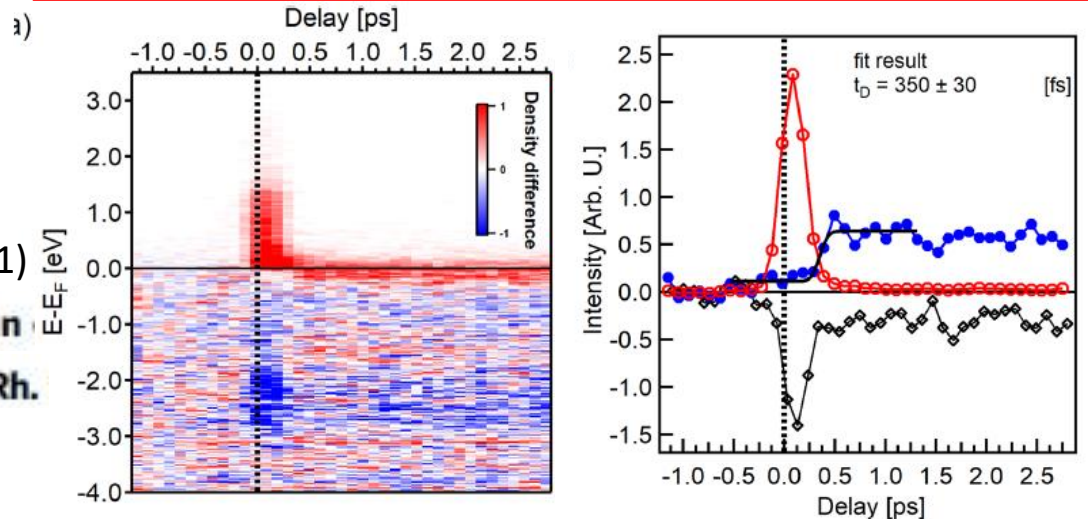 a)
Delay [ps]
-1.0 -0.5 0.0 0.5 1.0 1.5 2.0 2.5
3.0
2.0
1.0
0.0
-1.0
-2.0
-3.0
-4.0
E-E_F [eV]
1
0
-1
Density difference
1)
n
Rh.
2.5
2.0
1.5
1.0
0.5
0.0
-0.5
-1.0
-1.5
Intensity [Arb. U.]
fit result
t_D = 350 ± 30 [fs]
-1.0 -0.5 0.0 0.5 1.0 1.5 2.0 2.5
Delay [ps]